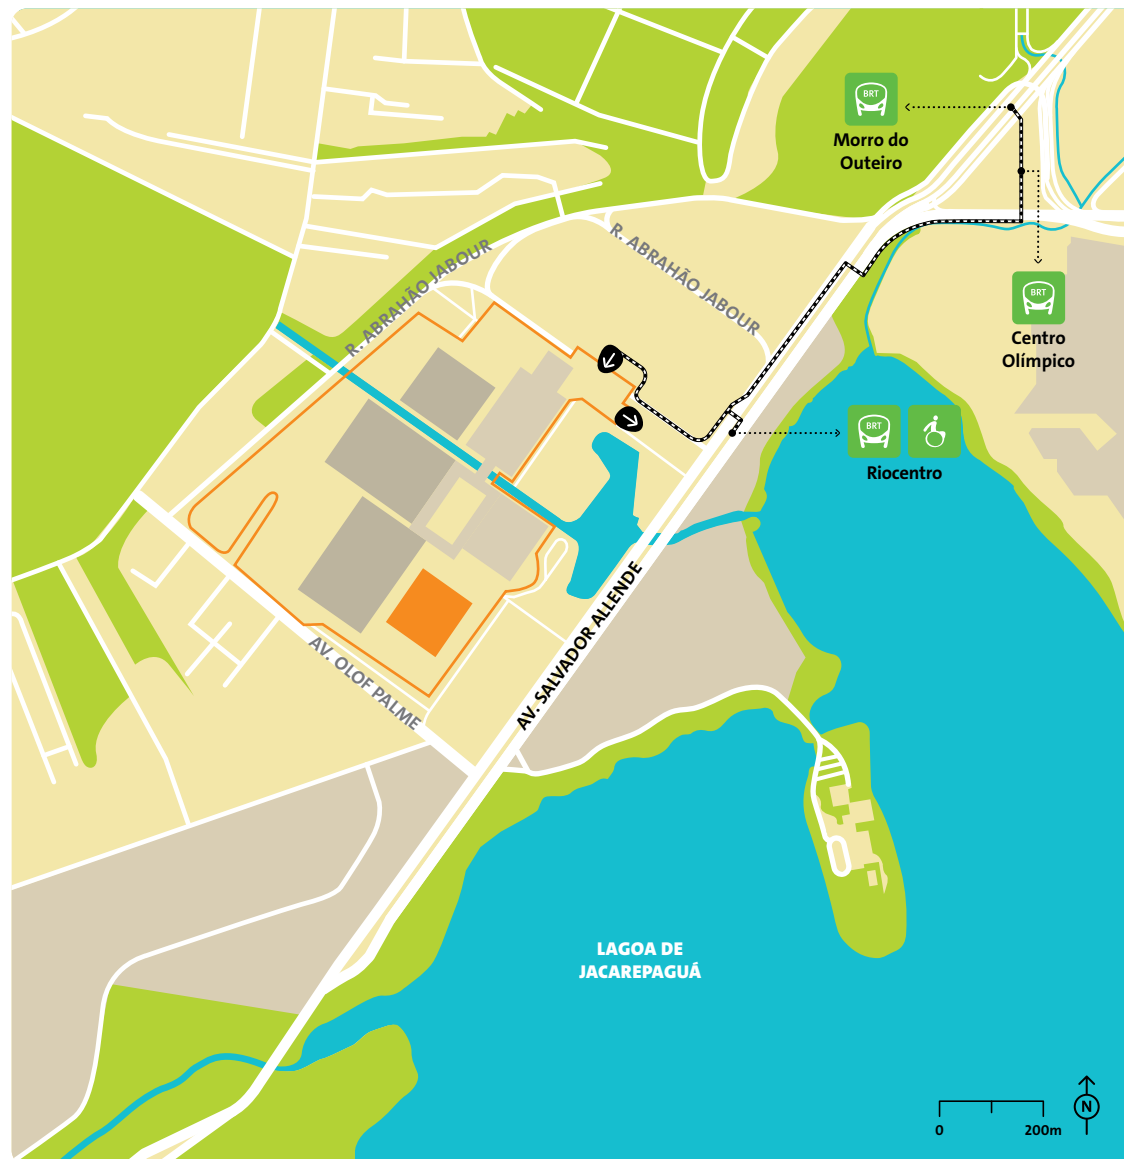 BRT
Morro do
Outeiro
R. ABRAHÃO JABOUR
R. ABRAHÃO JABOUR
BRT
Centro
Olímpico
BRT
Riocentro
AV. SALVADOR ALLENDE
AV. OLOF PALME
LAGOA DE
JACAREPAGUÁ
N
0 200m